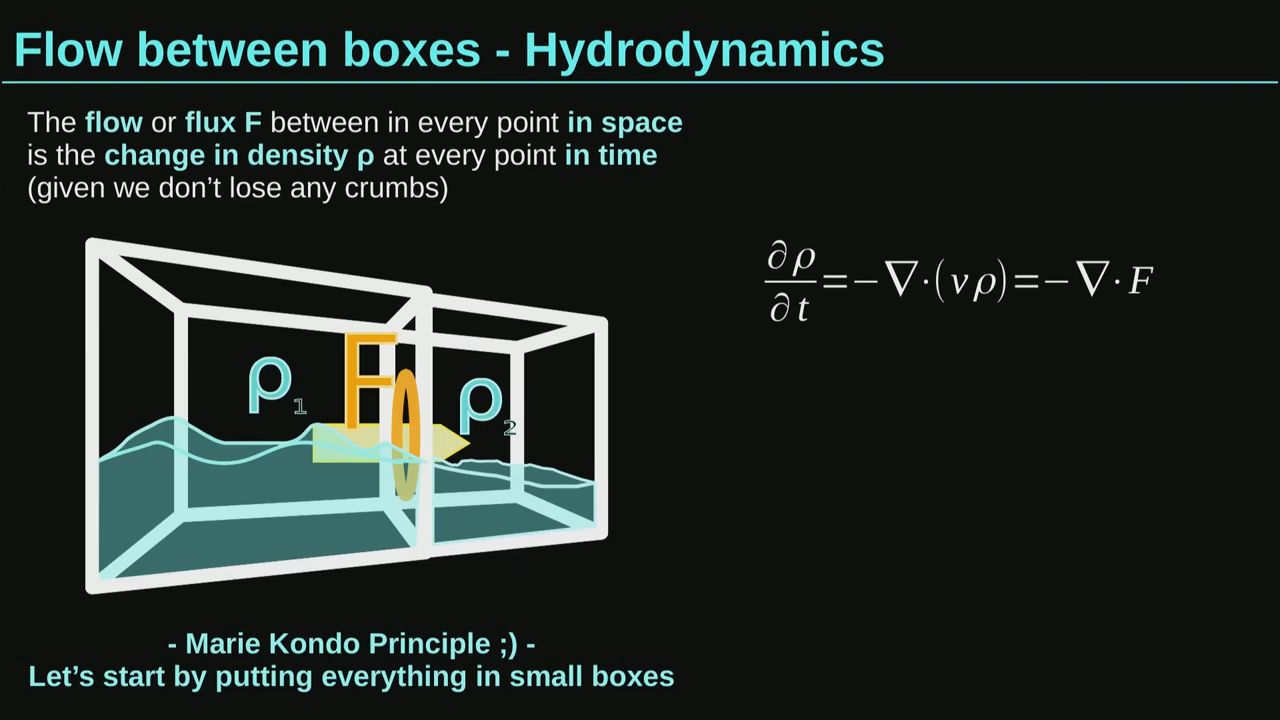 Flow between boxes - Hydrodynamics
The flow or flux F between in every point in space
is the change in density ρ at every point in time
(given we don’t lose any crumbs)
∂ρ/∂t=−∇·(vρ)=−∇·F
F
ρ₁
ρ₂
- Marie Kondo Principle ;) -
Let’s start by putting everything in small boxes